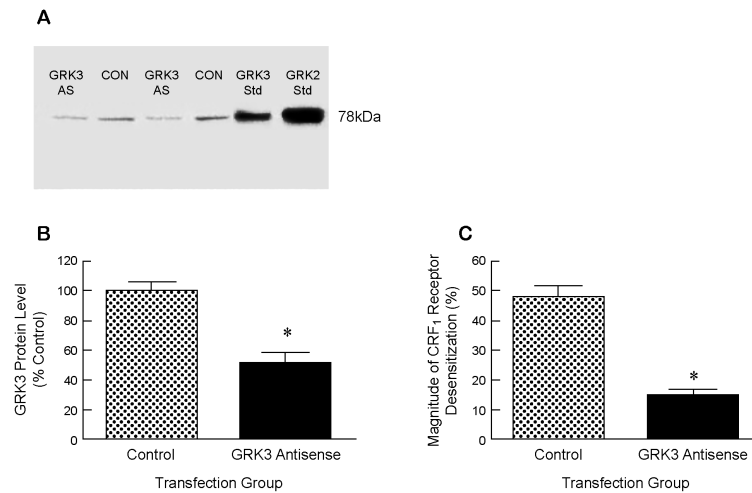 A
GRK3 CON GRK3 CON GRK3 GRK2
AS AS Std Std
78kDa
B
GRK3 Protein Level
(% Control)
120
100
80
60
40
20
0
*
Control GRK3 Antisense
Transfection Group
C
Magnitude of CRF1 Receptor
Desensitization (%)
60
50
40
30
20
10
0
*
Control GRK3 Antisense
Transfection Group